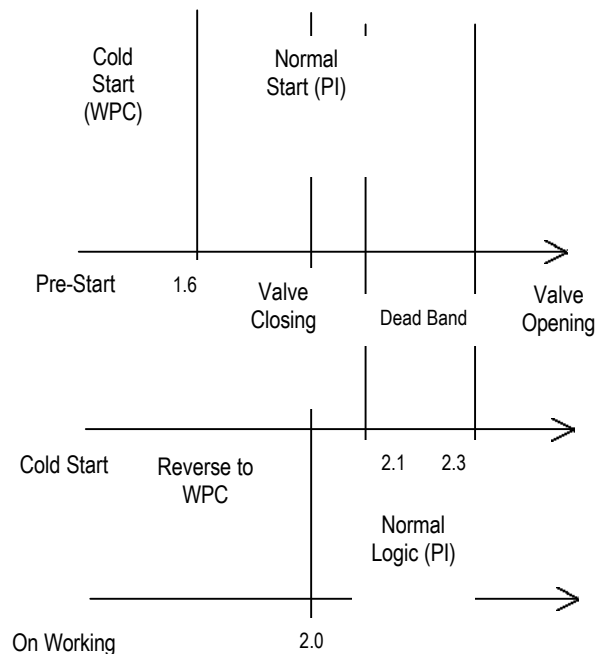 Cold
Start
(WPC)
Normal
Start (PI)
Pre-Start
1.6
Valve
Closing
Dead Band
Valve
Opening
Cold Start
Reverse to
WPC
2.1
2.3
Normal
Logic (PI)
On Working
2.0